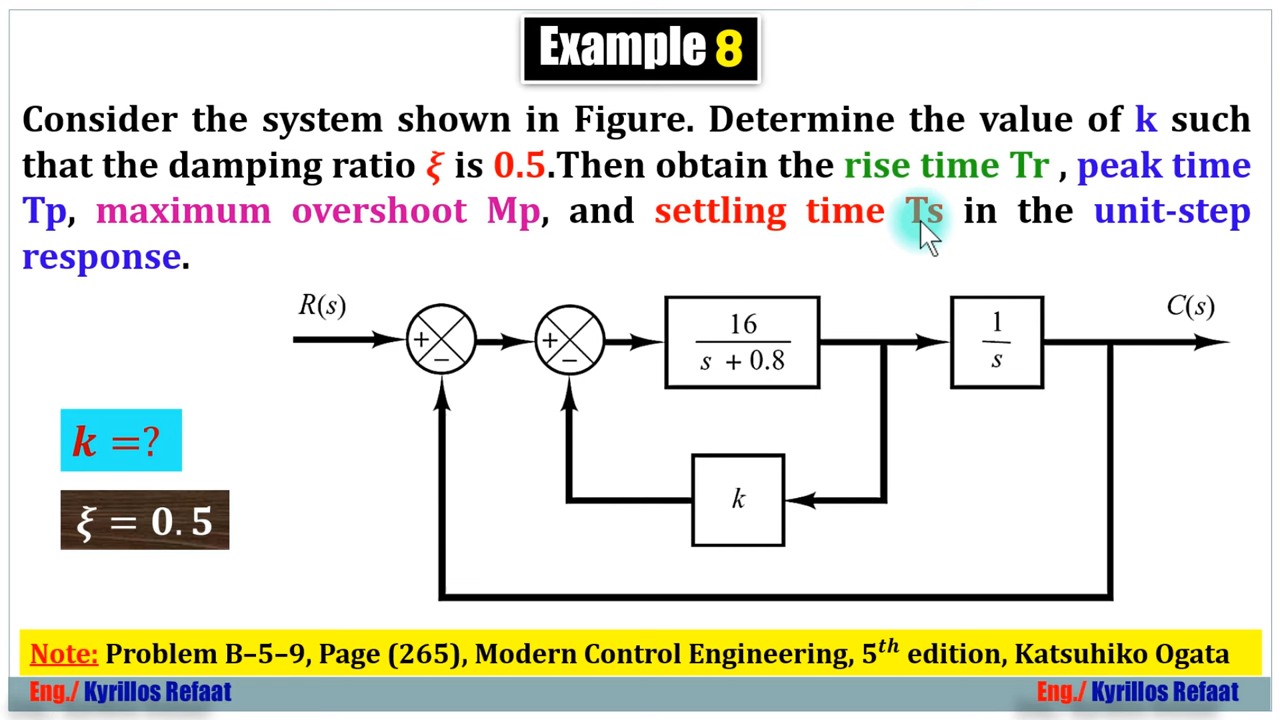 Example 8
Consider the system shown in Figure. Determine the value of k such
that the damping ratio ξ is 0.5.Then obtain the rise time Tr , peak time
Tp, maximum overshoot Mp, and settling time Ts in the unit-step
response.
R(s)
C(s)
+
−
+
−
16
s + 0.8
1
s
k =?
k
ξ = 0.5
Note: Problem B–5–9, Page (265), Modern Control Engineering, 5th edition, Katsuhiko Ogata
Eng./ Kyrillos Refaat
Eng./ Kyrillos Refaat